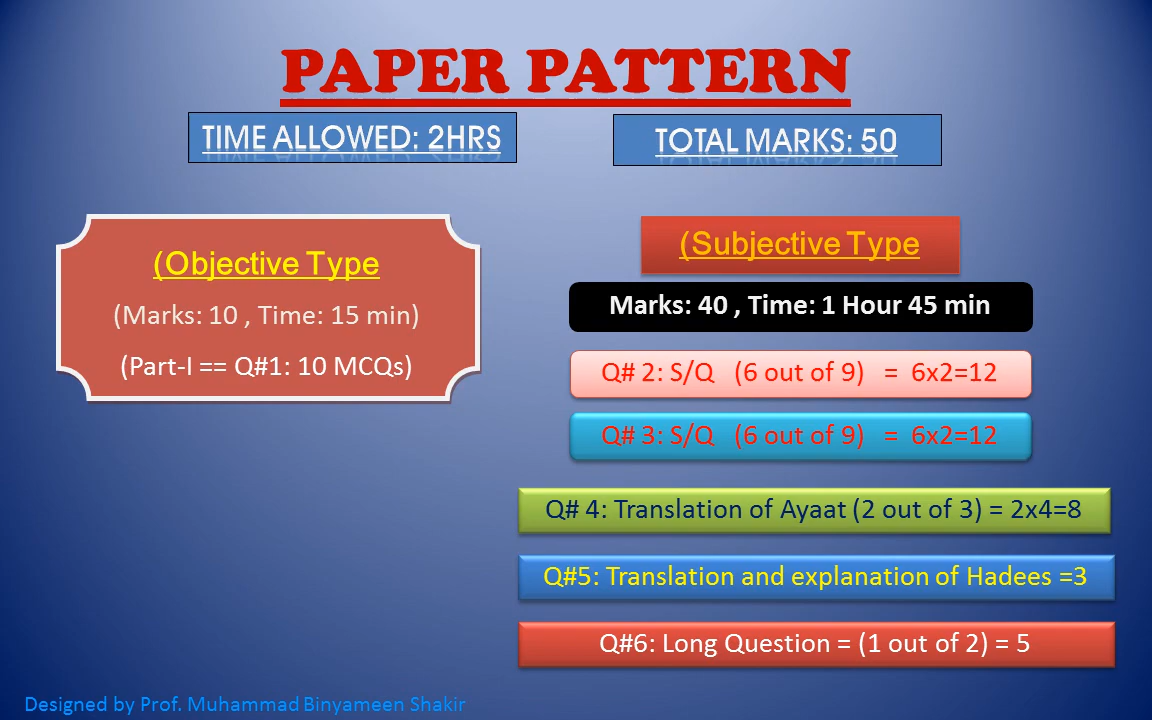 PAPER PATTERN
TIME ALLOWED: 2HRS
TOTAL MARKS: 50
(Objective Type
(Marks: 10 , Time: 15 min)
(Part-I == Q#1: 10 MCQs)
(Subjective Type
Marks: 40 , Time: 1 Hour 45 min
Q# 2: S/Q (6 out of 9) = 6x2=12
Q# 3: S/Q (6 out of 9) = 6x2=12
Q# 4: Translation of Ayaat (2 out of 3) = 2x4=8
Q#5: Translation and explanation of Hadees =3
Q#6: Long Question = (1 out of 2) = 5
Designed by Prof. Muhammad Binyameen Shakir